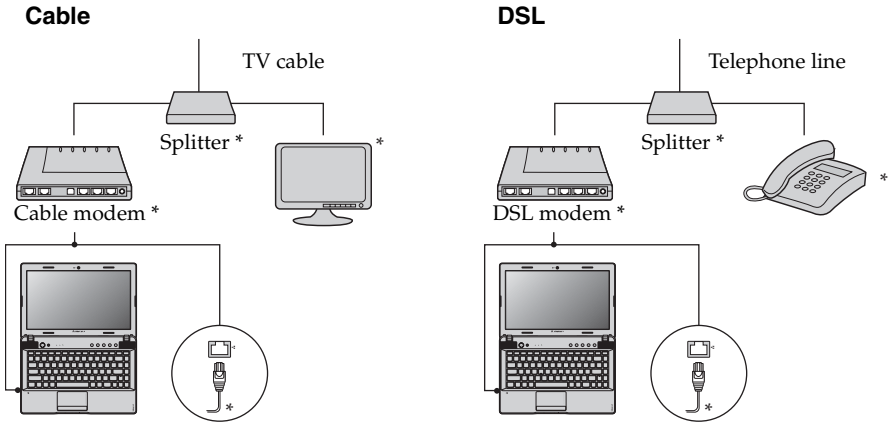 Cable
TV cable
Splitter *
*
Cable modem *
*
DSL
Telephone line
Splitter *
*
DSL modem *
*